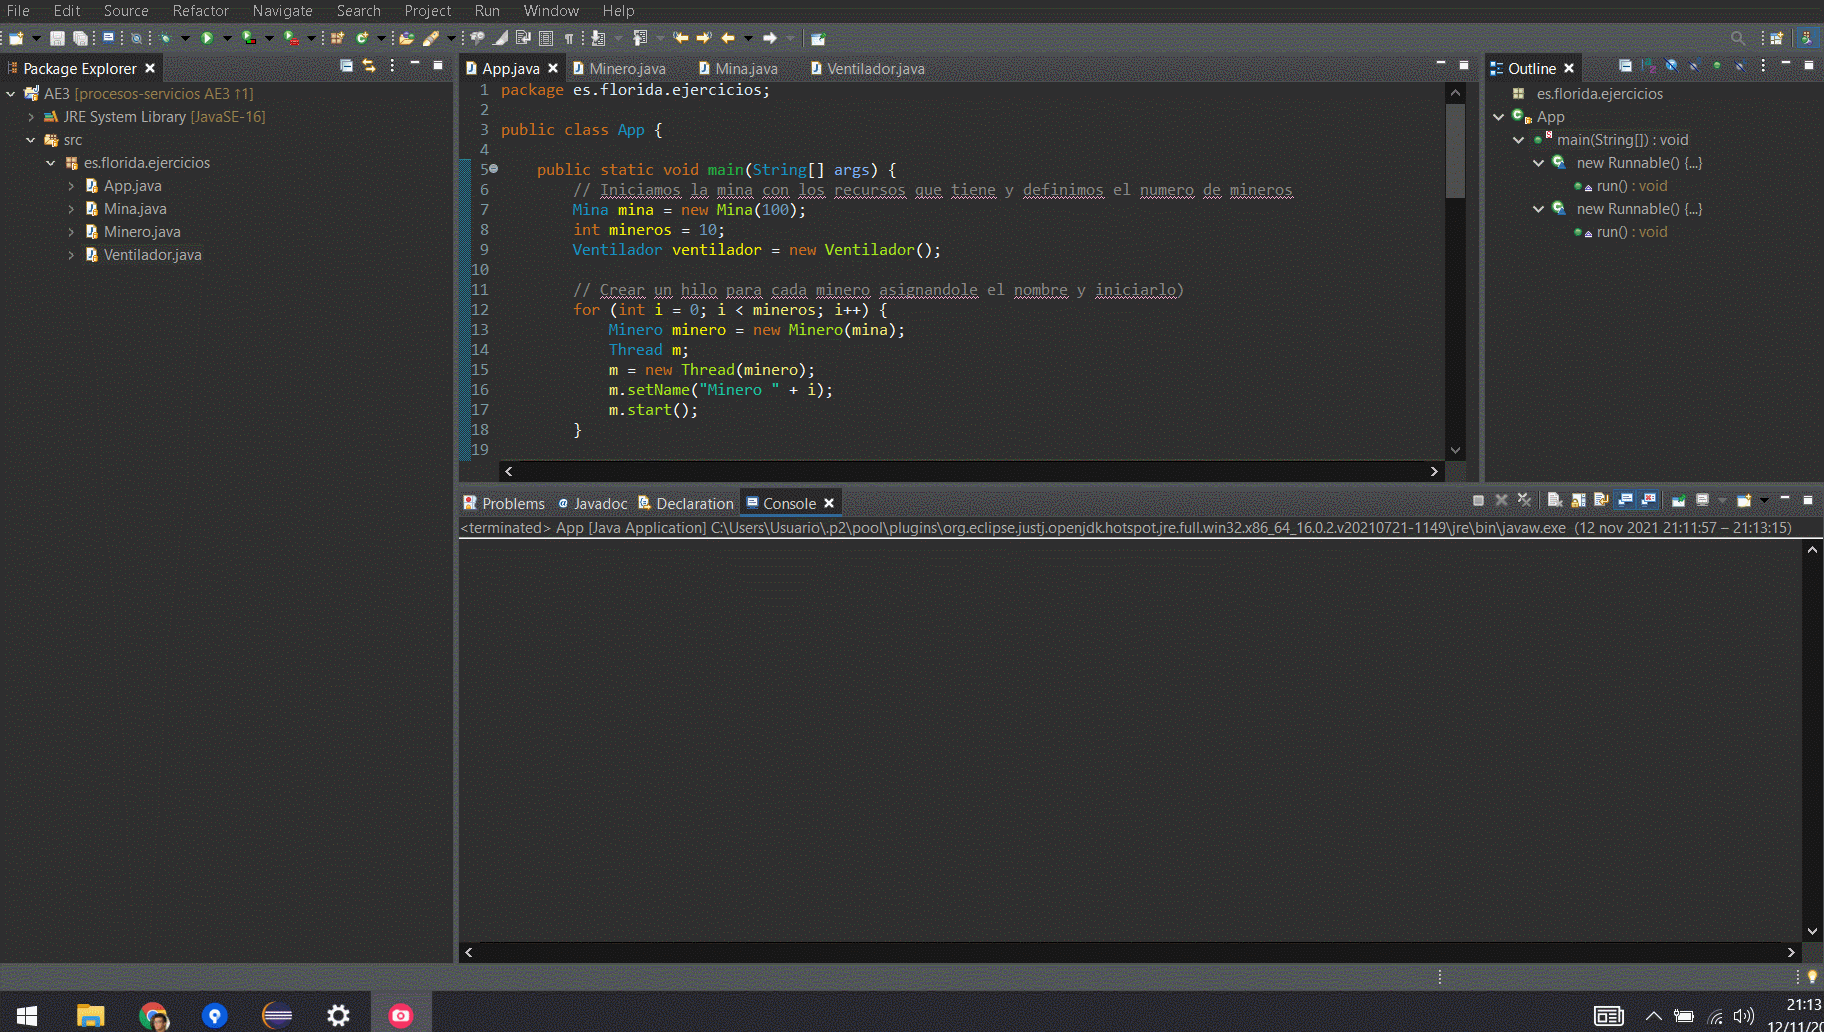 File Edit Source Refactor Navigate Search Project Run Window Help
Package Explorer
AE3 [procesos-servicios AE3 ↑1]
JRE System Library [JavaSE-16]
src
es.florida.ejercicios
App.java
Mina.java
Minero.java
Ventilador.java
App.java Minero.java Mina.java Ventilador.java
1 package es.florida.ejercicios;
2
3 public class App {
4
5 public static void main(String[] args) {
6 // Iniciamos la mina con los recursos que tiene y definimos el numero de mineros
7 Mina mina = new Mina(100);
8 int mineros = 10;
9 Ventilador ventilador = new Ventilador();
10
11 // Crear un hilo para cada minero asignandole el nombre y iniciarlo)
12 for (int i = 0; i < mineros; i++) {
13 Minero minero = new Minero(mina);
14 Thread m;
15 m = new Thread(minero);
16 m.setName("Minero " + i);
17 m.start();
18 }
19
Outline
es.florida.ejercicios
App
main(String[]) : void
new Runnable() {...}
run() : void
new Runnable() {...}
run() : void
Problems Javadoc Declaration Console
<terminated> App [Java Application] C:\Users\Usuario\.p2\pool\plugins\org.eclipse.justj.openjdk.hotspot.jre.full.win32.x86_64_16.0.2.v20210721-1149\jre\bin\javaw.exe (12 nov 2021 21:11:57 – 21:13:15)
21:13
12/11/20